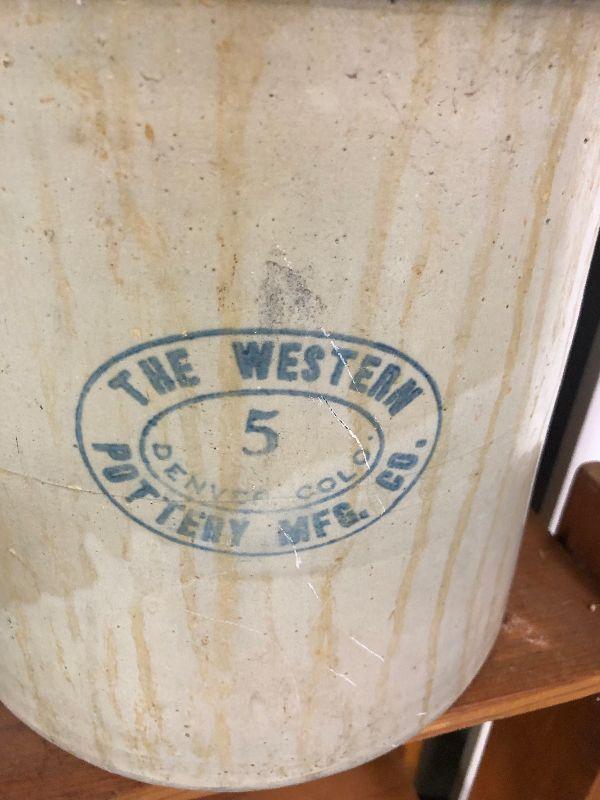 THE WESTERN
5
DENVER COLO.
POTTERY MFG. CO.